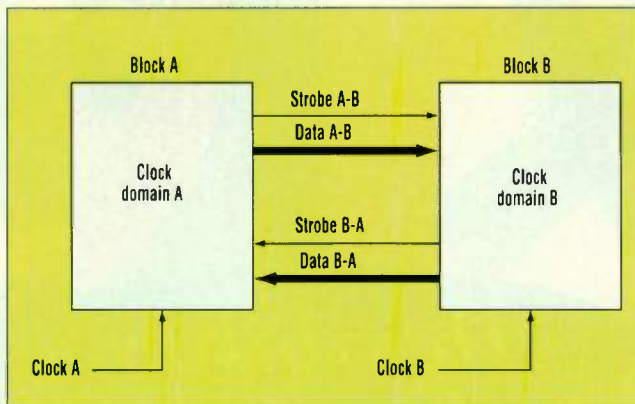 Block A
Block B
Strobe A-B
Data A-B
Clock
domain A
Clock
domain B
Strobe B-A
Data B-A
Clock A
Clock B